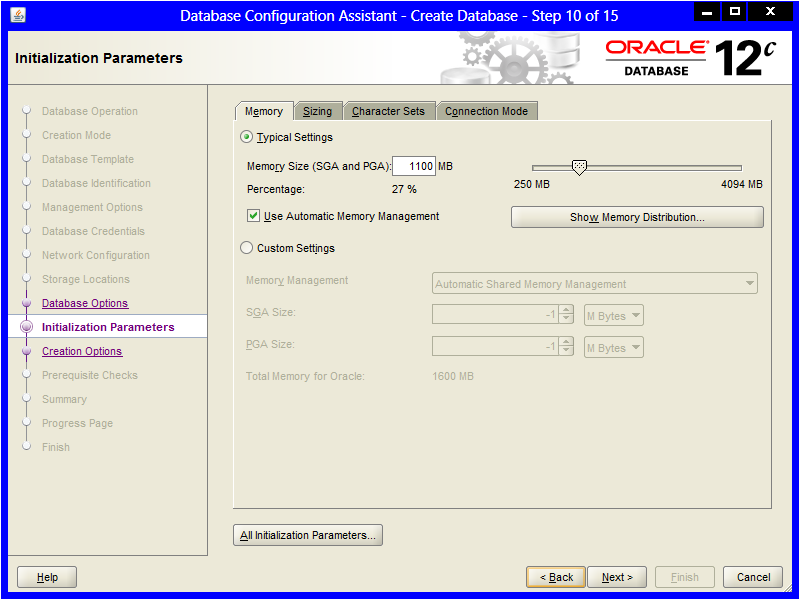 Database Configuration Assistant - Create Database - Step 10 of 15
Initialization Parameters
ORACLE®
DATABASE
12c
Database Operation
Creation Mode
Database Template
Database Identification
Management Options
Database Credentials
Network Configuration
Storage Locations
Database Options
Initialization Parameters
Creation Options
Prerequisite Checks
Summary
Progress Page
Finish
Memory Sizing Character Sets Connection Mode
Typical Settings
Memory Size (SGA and PGA): 1100 MB
250 MB 4094 MB
Percentage: 27 %
Use Automatic Memory Management Show Memory Distribution...
Custom Settings
Memory Management Automatic Shared Memory Management
SGA Size: -1 M Bytes
PGA Size: -1 M Bytes
Total Memory for Oracle: 1600 MB
All Initialization Parameters...
Help < Back Next > Finish Cancel